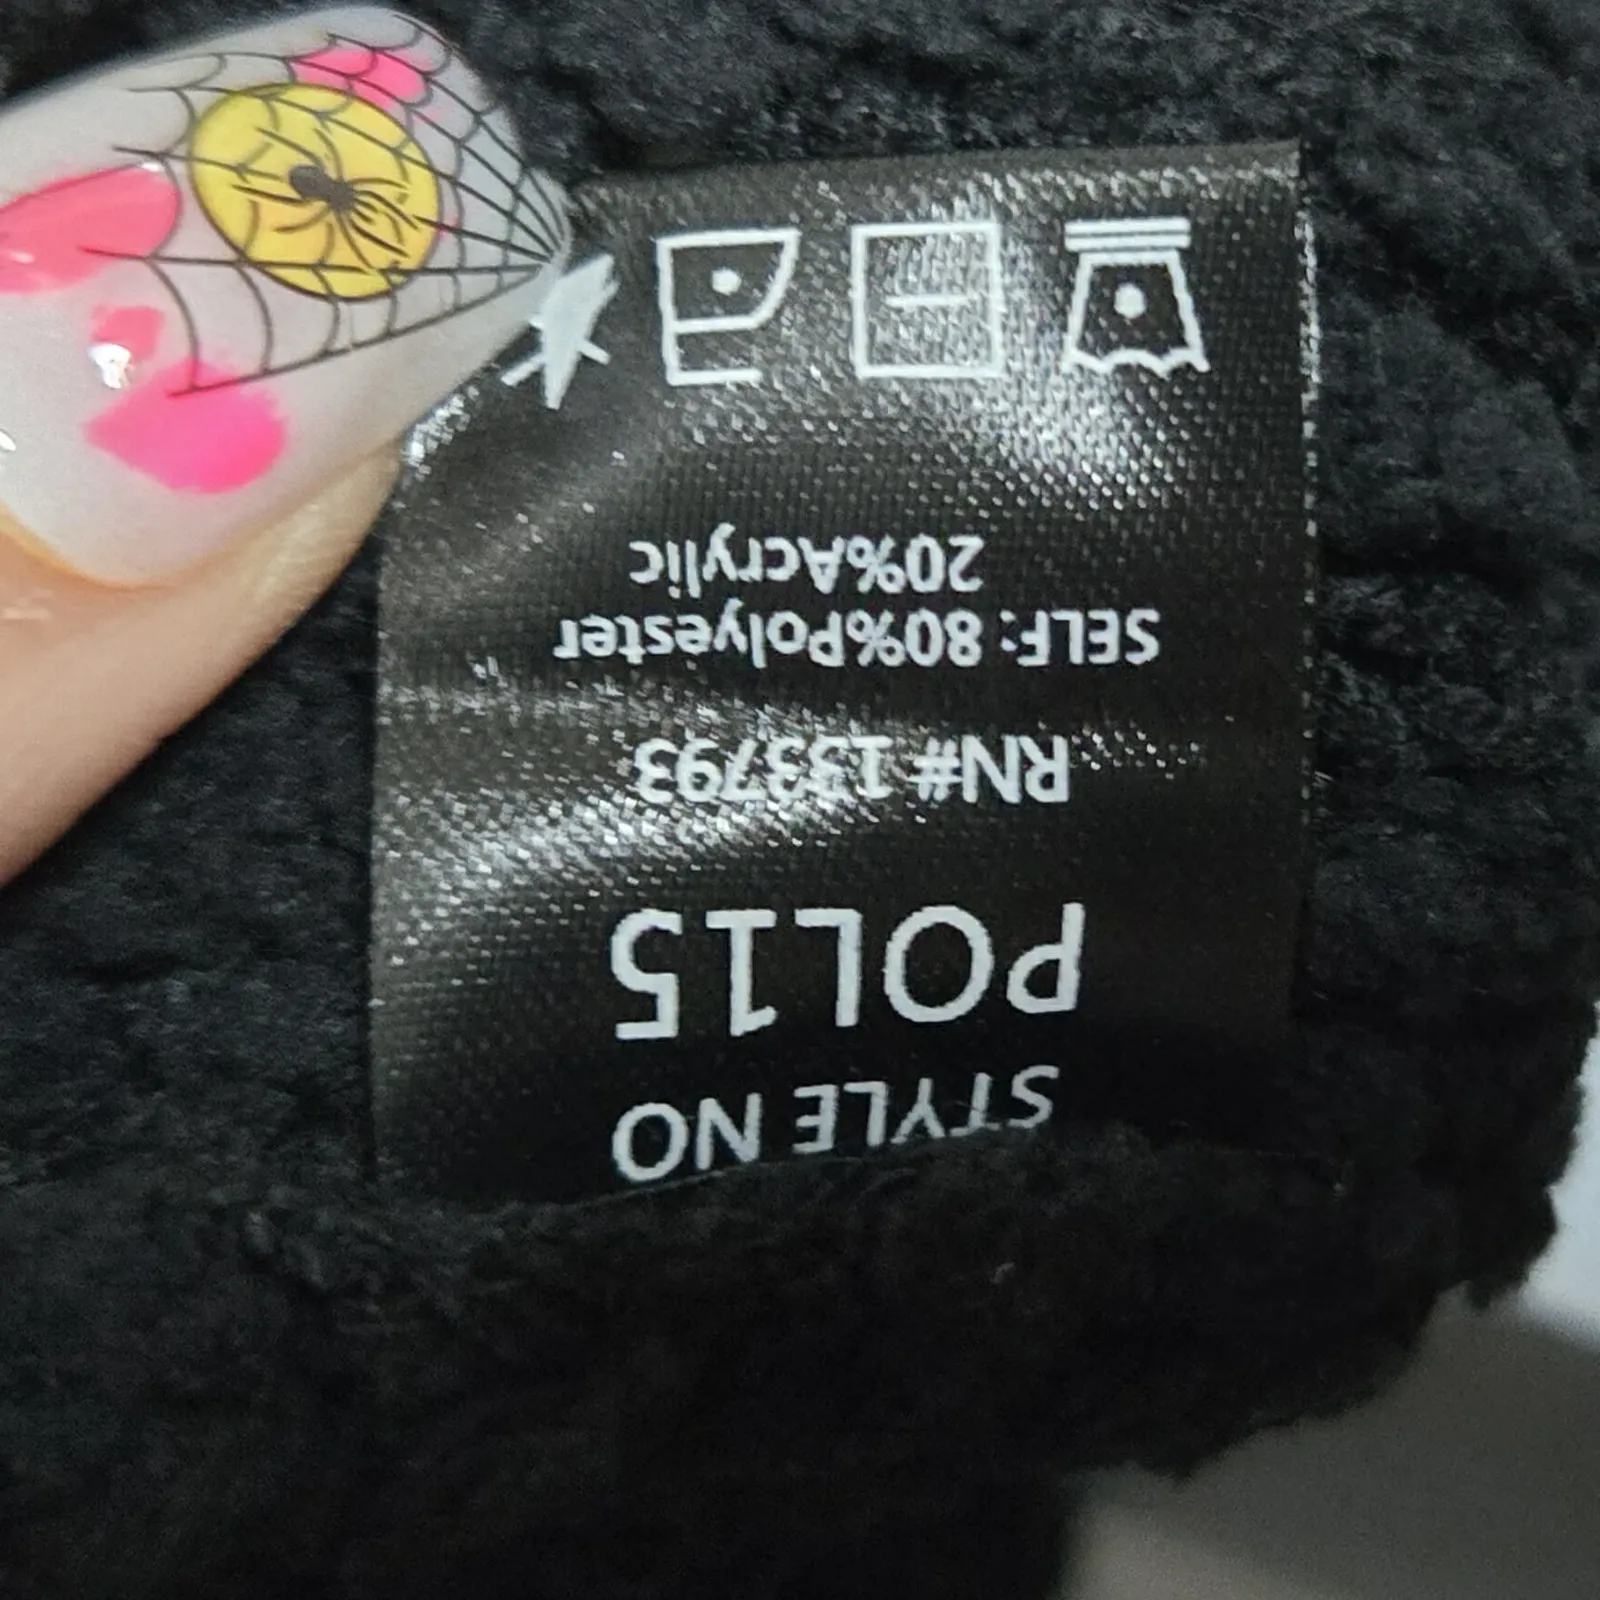 STYLE NO
POL15
RN# 133793
SELF: 80%Polyester
20%Acrylic